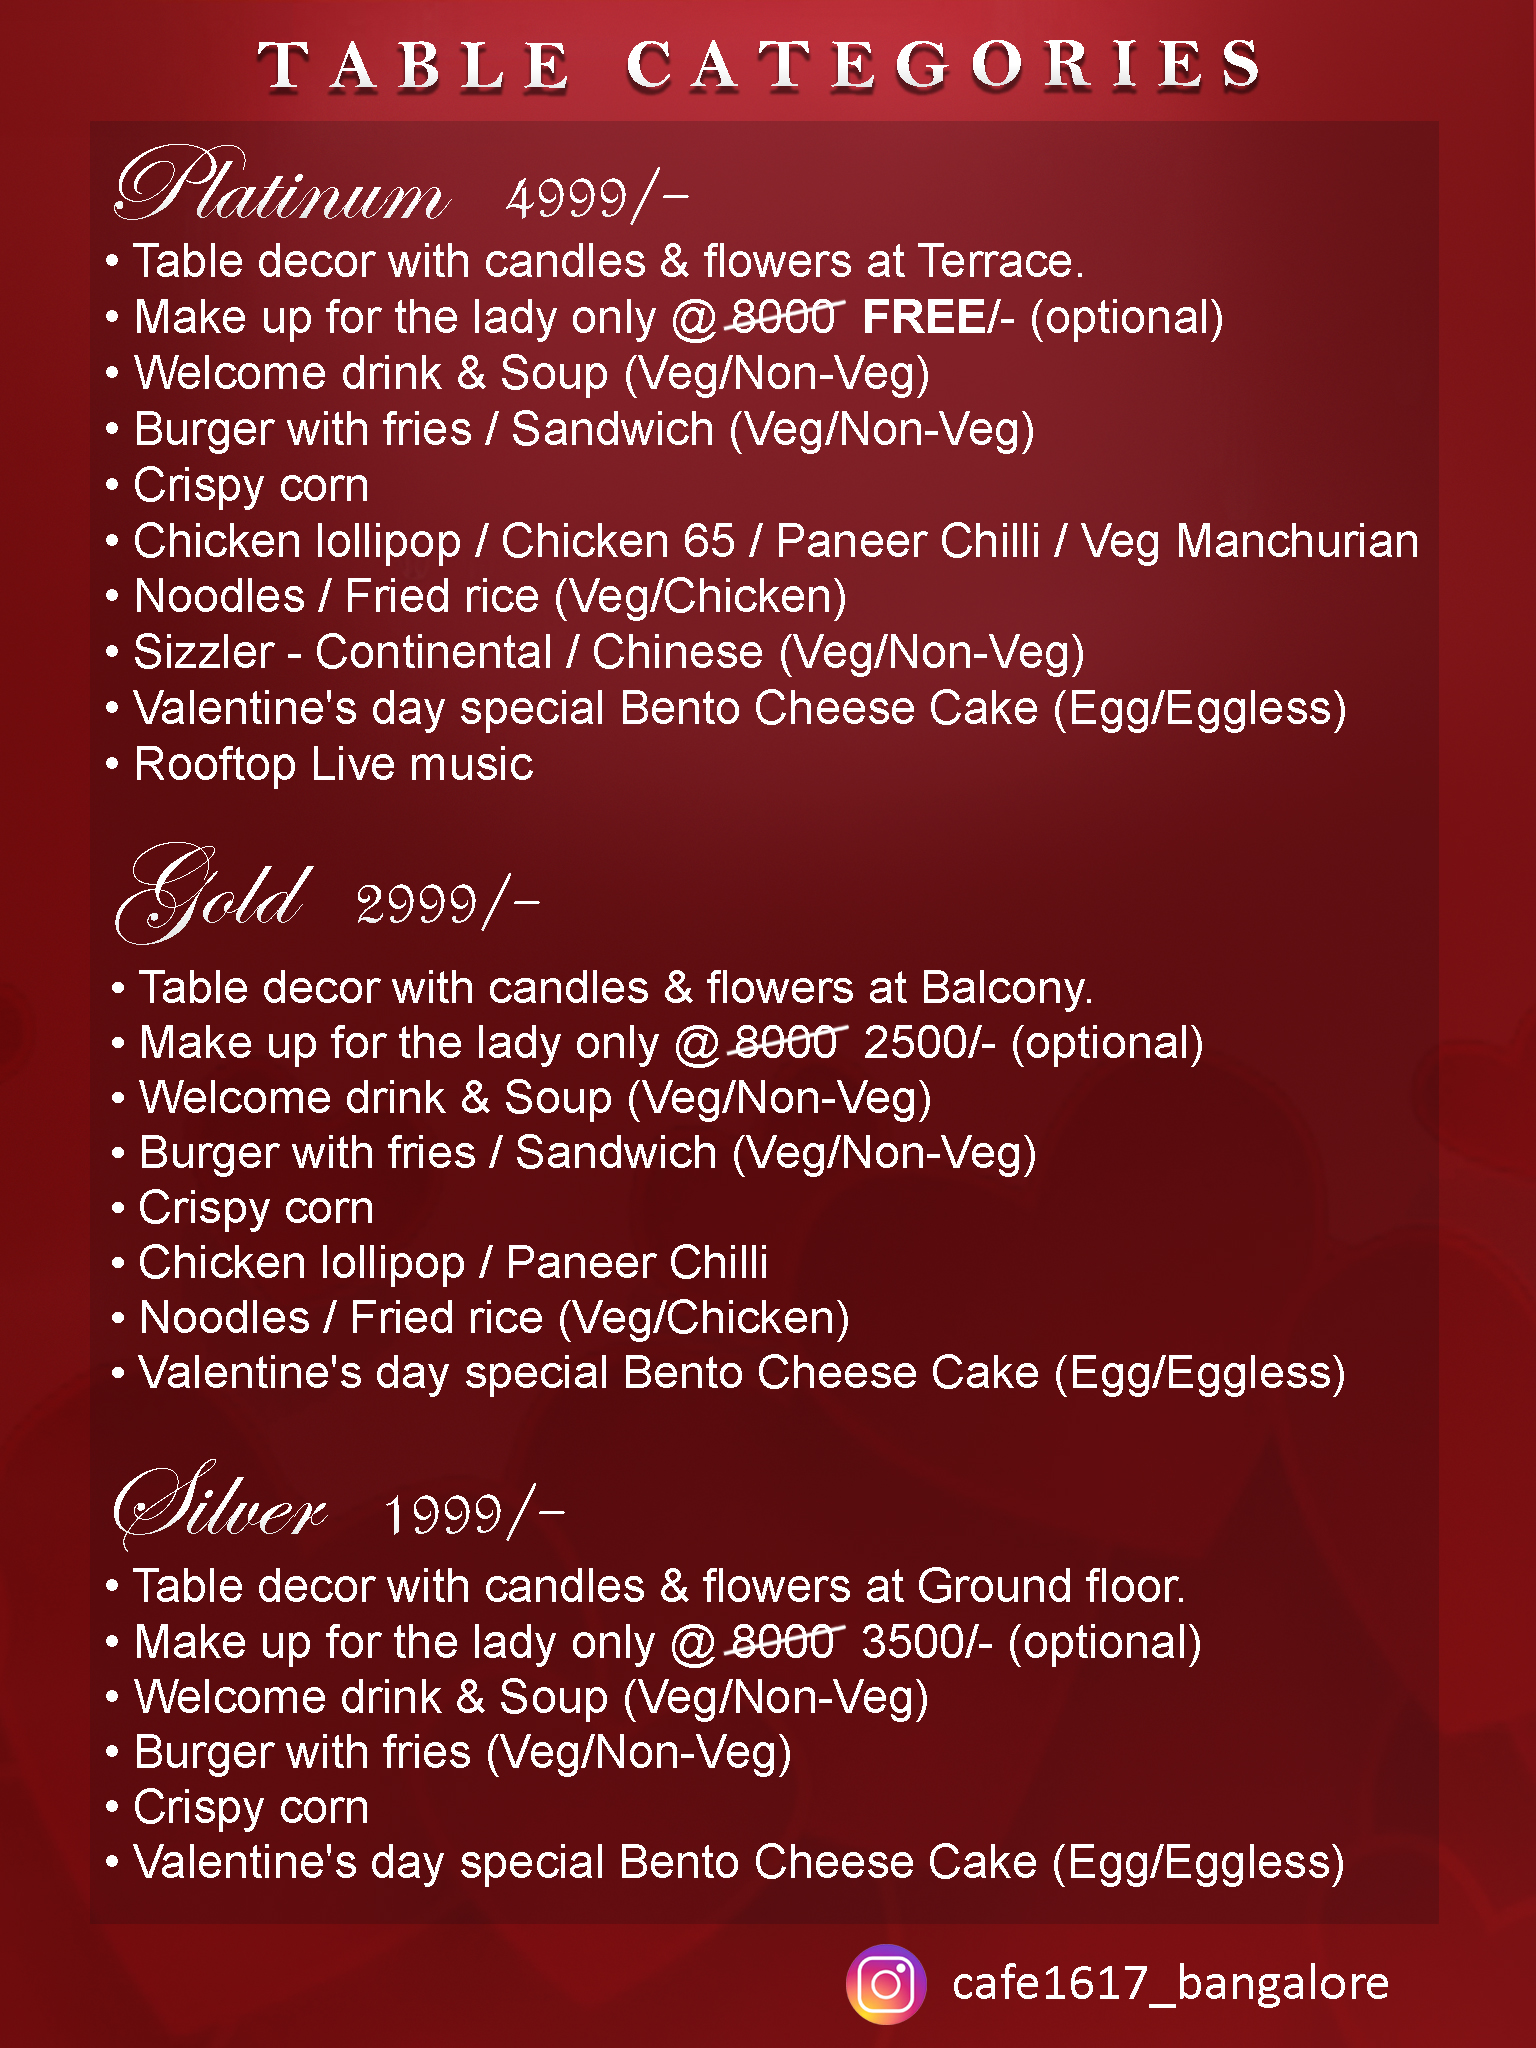 TABLE CATEGORIES
Platinum 4999/-
• Table decor with candles & flowers at Terrace.
• Make up for the lady only @ 8000 FREE/- (optional)
• Welcome drink & Soup (Veg/Non-Veg)
• Burger with fries / Sandwich (Veg/Non-Veg)
• Crispy corn
• Chicken lollipop / Chicken 65 / Paneer Chilli / Veg Manchurian
• Noodles / Fried rice (Veg/Chicken)
• Sizzler - Continental / Chinese (Veg/Non-Veg)
• Valentine's day special Bento Cheese Cake (Egg/Eggless)
• Rooftop Live music
Gold 2999/-
• Table decor with candles & flowers at Balcony.
• Make up for the lady only @ 8000 2500/- (optional)
• Welcome drink & Soup (Veg/Non-Veg)
• Burger with fries / Sandwich (Veg/Non-Veg)
• Crispy corn
• Chicken lollipop / Paneer Chilli
• Noodles / Fried rice (Veg/Chicken)
• Valentine's day special Bento Cheese Cake (Egg/Eggless)
Silver 1999/-
• Table decor with candles & flowers at Ground floor.
• Make up for the lady only @ 8000 3500/- (optional)
• Welcome drink & Soup (Veg/Non-Veg)
• Burger with fries (Veg/Non-Veg)
• Crispy corn
• Valentine's day special Bento Cheese Cake (Egg/Eggless)
cafe1617_bangalore